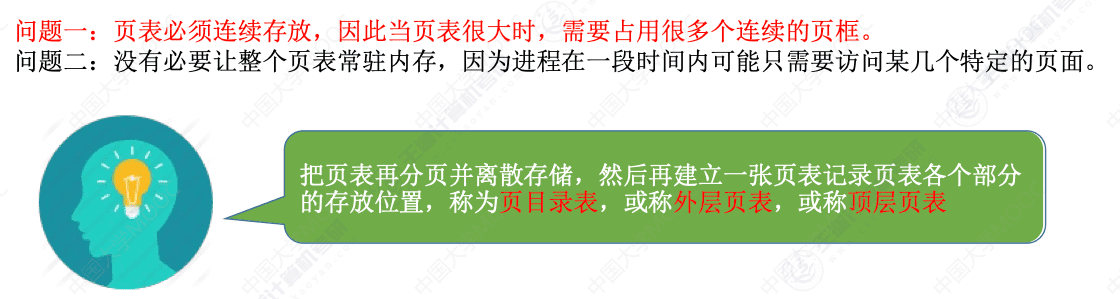 问题一：页表必须连续存放，因此当页表很大时，需要占用很多个连续的页框。
问题二：没有必要让整个页表常驻内存，因为进程在一段时间内可能只需要访问某几个特定的页面。
把页表再分页并离散存储，然后再建立一张页表记录页表各个部分
的存放位置，称为页目录表，或称外层页表，或称顶层页表